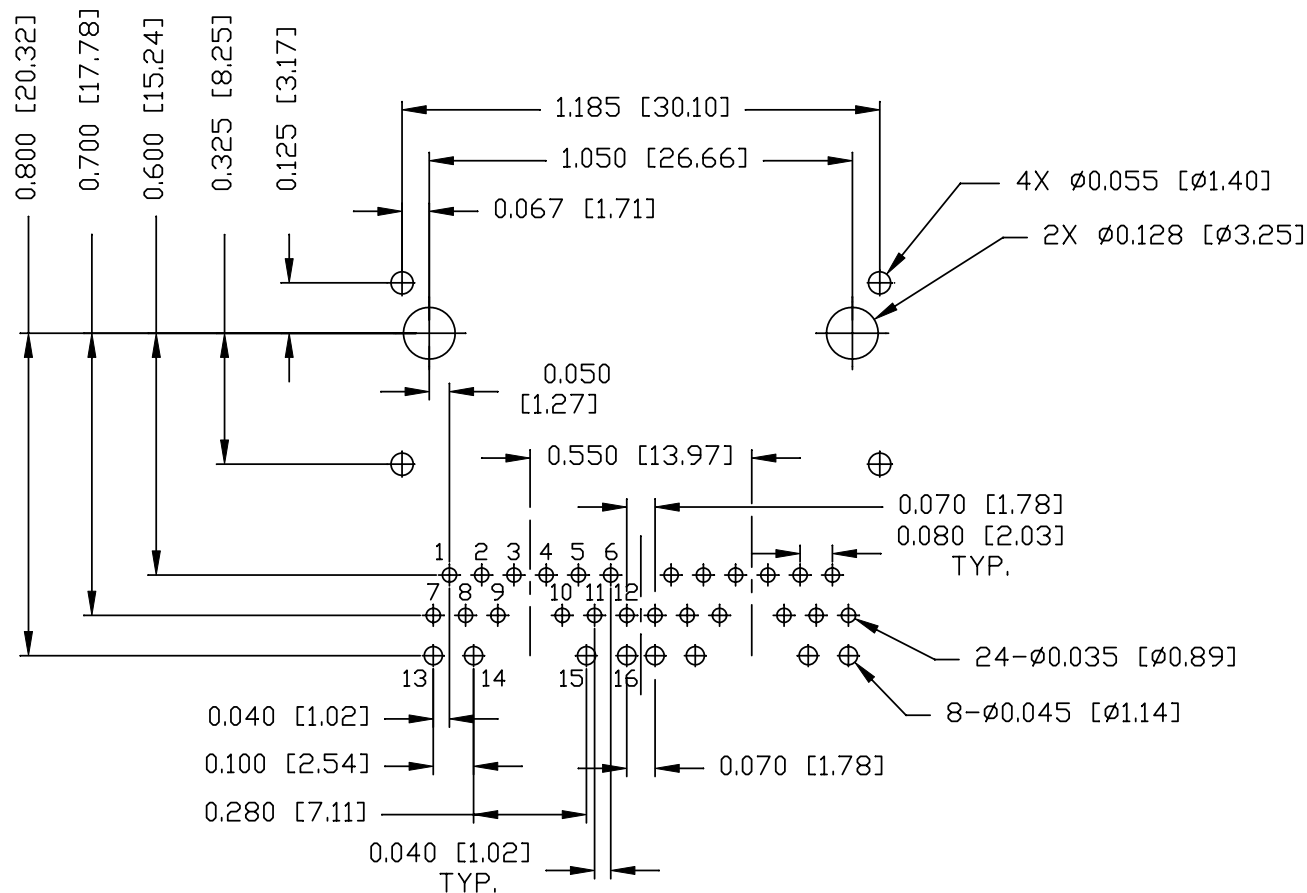 0.800 [20.32]
0.700 [17.78]
0.600 [15.24]
0.325 [8.25]
0.125 [3.17]
1.185 [30.10]
1.050 [26.66]
0.067 [1.71]
4X Ø0.055 [Ø1.40]
2X Ø0.128 [Ø3.25]
0.050
[1.27]
0.550 [13.97]
0.070 [1.78]
0.080 [2.03]
TYP.
1 2 3 4 5 6
7 8 9 10 11 12
13 14 15 16
24-Ø0.035 [Ø0.89]
8-Ø0.045 [Ø1.14]
0.040 [1.02]
0.100 [2.54]
0.070 [1.78]
0.280 [7.11]
0.040 [1.02]
TYP.